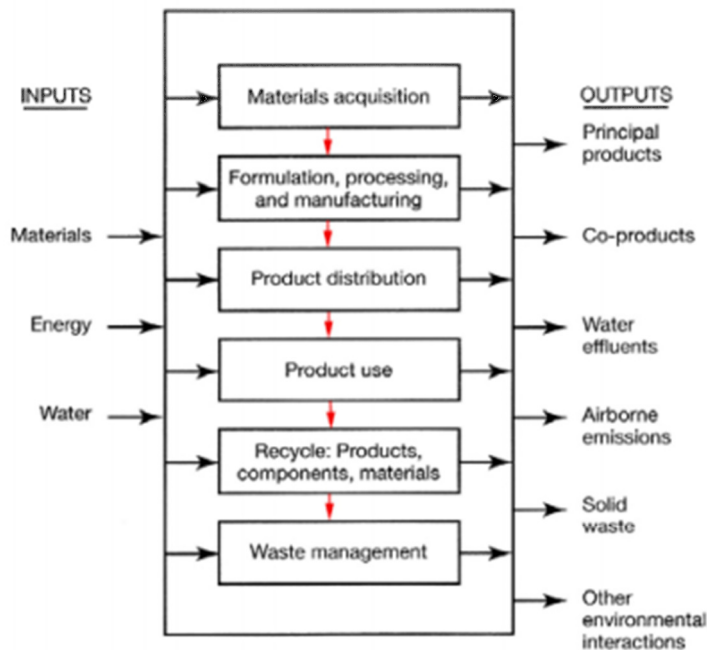 INPUTS
Materials
Energy
Water
Materials acquisition
Formulation, processing,
and manufacturing
Product distribution
Product use
Recycle: Products,
components, materials
Waste management
OUTPUTS
Principal
products
Co-products
Water
effluents
Airborne
emissions
Solid
waste
Other
environmental
interactions